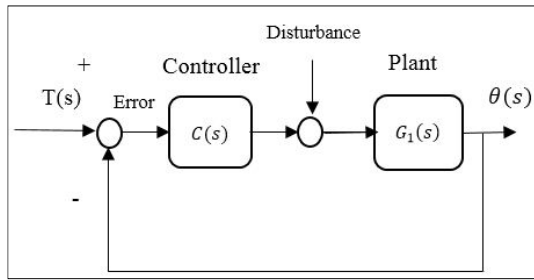 Disturbance
+
Controller
Plant
T(s)
Error
θ(s)
C(s)
G₁(s)
-